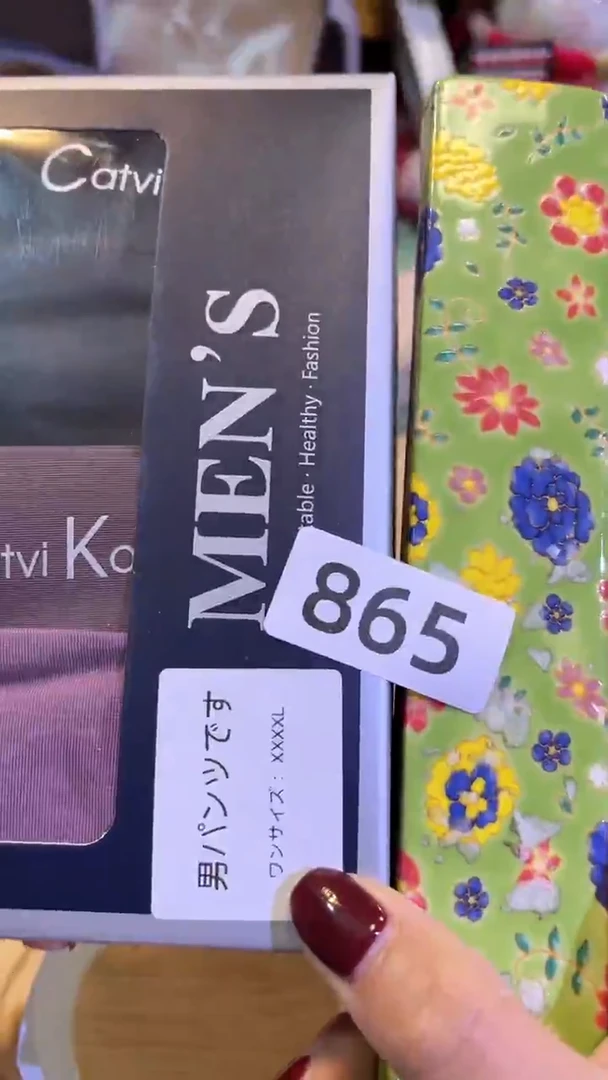 Catvi
tvi Ko
MEN'S
table · Healthy · Fashion
865
男パンツです
ワンサイズ：XXXXL